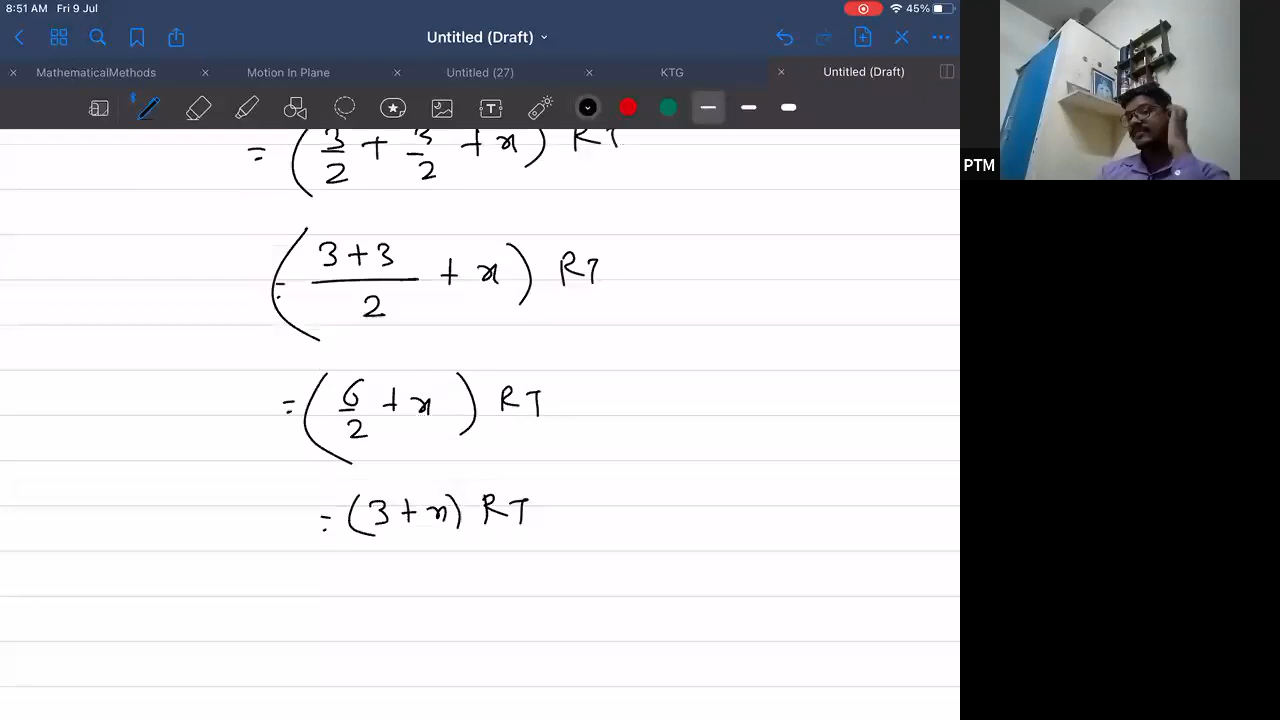 8:51 AM Fri 9 Jul
45%
Untitled (Draft)
MathematicalMethods
Motion In Plane
Untitled (27)
KTG
Untitled (Draft)
PTM
= (3/2 + 3/2 + x) RT
= ((3+3)/2 + x) RT
= (6/2 + x) RT
= (3 + x) RT